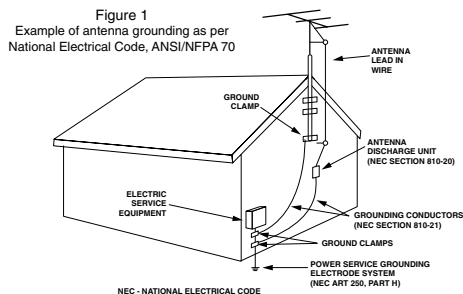 Figure 1
Example of antenna grounding as per
National Electrical Code, ANSI/NFPA 70
ANTENNA
LEAD IN
WIRE
GROUND
CLAMP
ANTENNA
DISCHARGE UNIT
(NEC SECTION 810-20)
ELECTRIC
SERVICE
EQUIPMENT
GROUNDING CONDUCTORS
(NEC SECTION 810-21)
GROUND CLAMPS
POWER SERVICE GROUNDING
ELECTRODE SYSTEM
(NEC ART 250, PART H)
NEC - NATIONAL ELECTRICAL CODE